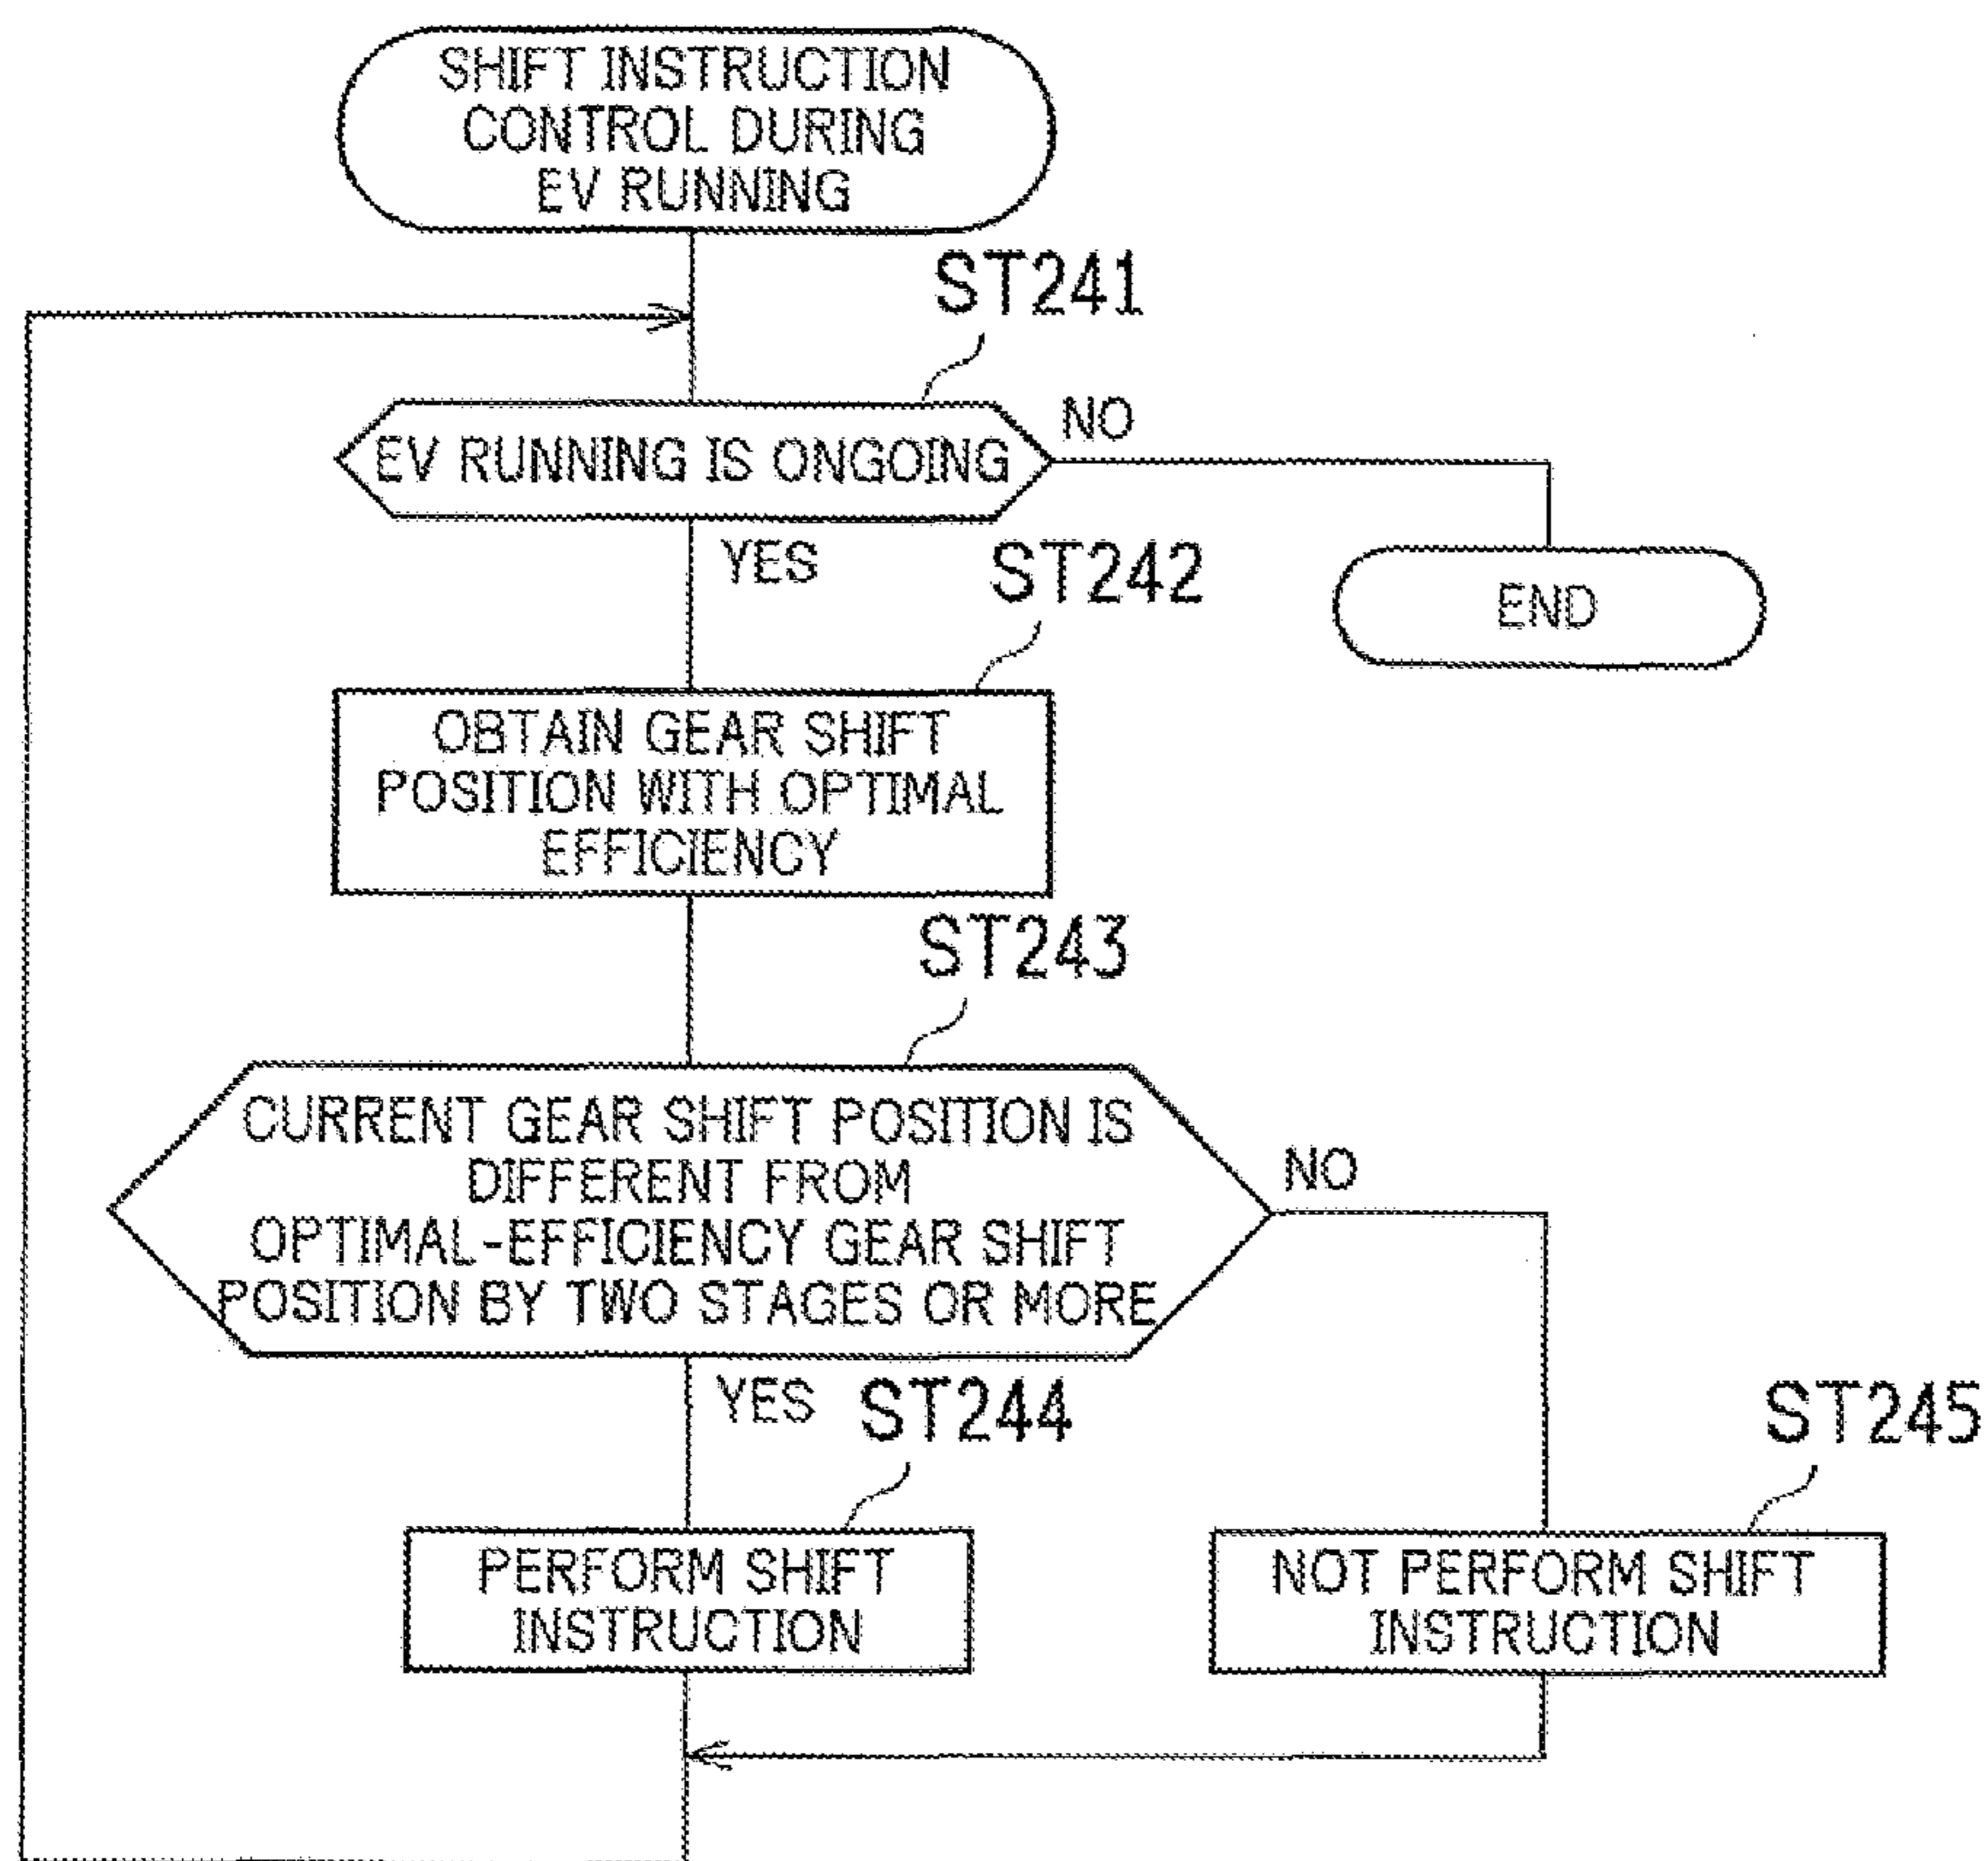 SHIFT INSTRUCTION
CONTROL DURING
EV RUNNING
ST241
EV RUNNING IS ONGOING
NO
YES
END
ST242
OBTAIN GEAR SHIFT
POSITION WITH OPTIMAL
EFFICIENCY
ST243
CURRENT GEAR SHIFT POSITION IS
DIFFERENT FROM
OPTIMAL-EFFICIENCY GEAR SHIFT
POSITION BY TWO STAGES OR MORE
NO
YES
ST244
PERFORM SHIFT
INSTRUCTION
ST245
NOT PERFORM SHIFT
INSTRUCTION